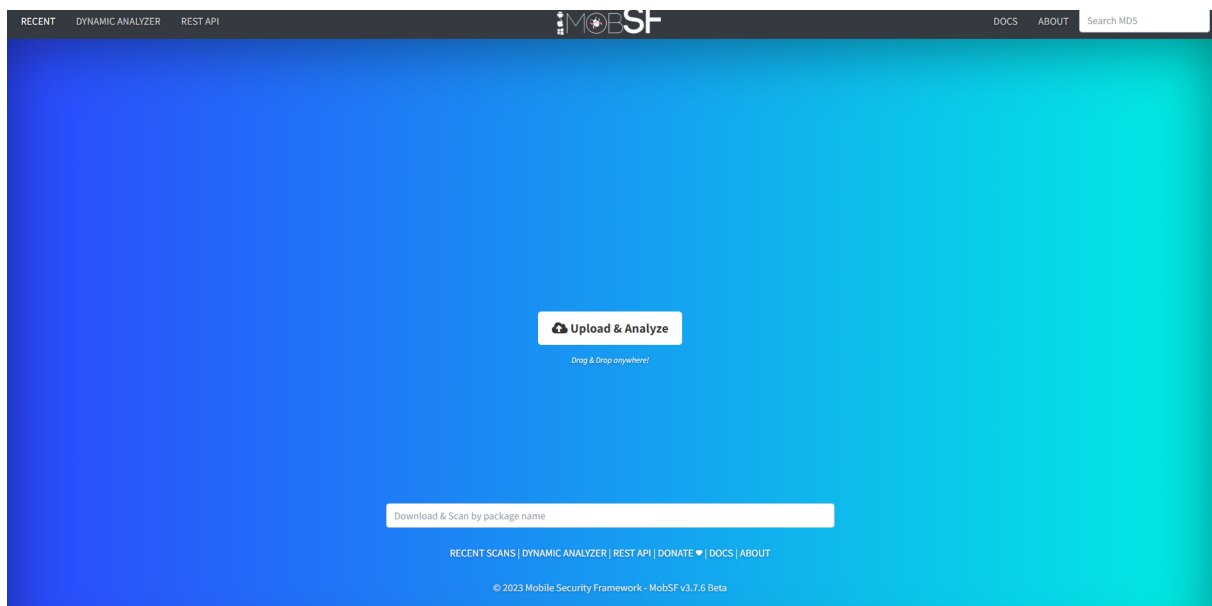 RECENT DYNAMIC ANALYZER REST API MOBSF DOCS ABOUT Search MD5
Upload & Analyze
Drag & Drop anywhere!
Download & Scan by package name
RECENT SCANS | DYNAMIC ANALYZER | REST API | DONATE ♥ | DOCS | ABOUT
© 2023 Mobile Security Framework - MobSF v3.7.6 Beta